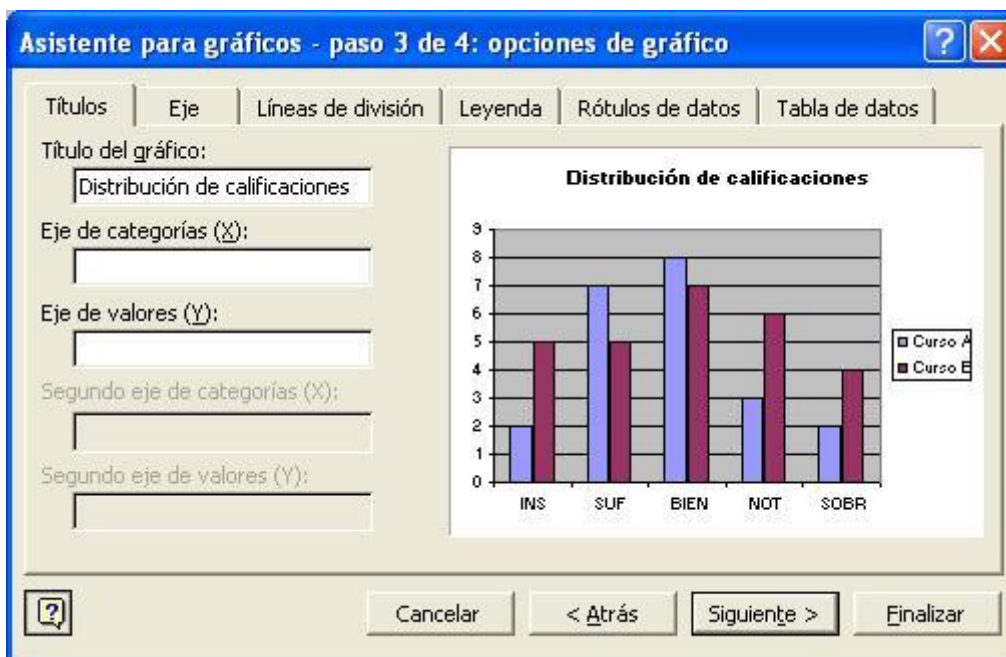 Asistente para gráficos - paso 3 de 4: opciones de gráfico
Títulos Eje Líneas de división Leyenda Rótulos de datos Tabla de datos
Título del gráfico:
Distribución de calificaciones
Eje de categorías (X):
Eje de valores (Y):
Segundo eje de categorías (X):
Segundo eje de valores (Y):
Distribución de calificaciones
9
8
7
6
5
4
3
2
1
0
INS SUF BIEN NOT SOBR
Curso A
Curso B
Cancelar < Atrás Siguiente > Finalizar